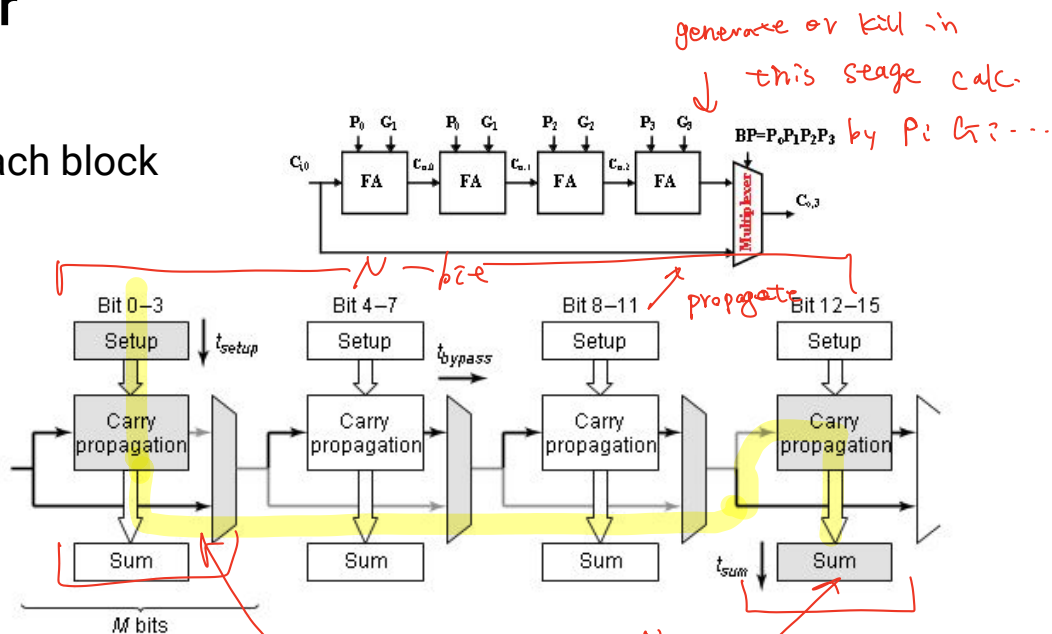 r
generate or kill in
this stage calc.
by Pi Gi ...
ach block
P₀ G₁ P₀ G₁ P₂ G₂ P₃ G₃
BP=P₀P₁P₂P₃
Cᵢ,₀ FA Cₒ,₀ FA Cₒ,₁ FA Cₒ,₂ FA Multiplexer Cₒ,₃
N-bit
propagate
Bit 0–3 Bit 4–7 Bit 8–11 Bit 12–15
Setup tsetup Setup tbypass Setup Setup
Carry Carry Carry Carry
propagation propagation propagation propagation
Sum Sum Sum tsum Sum
M bits